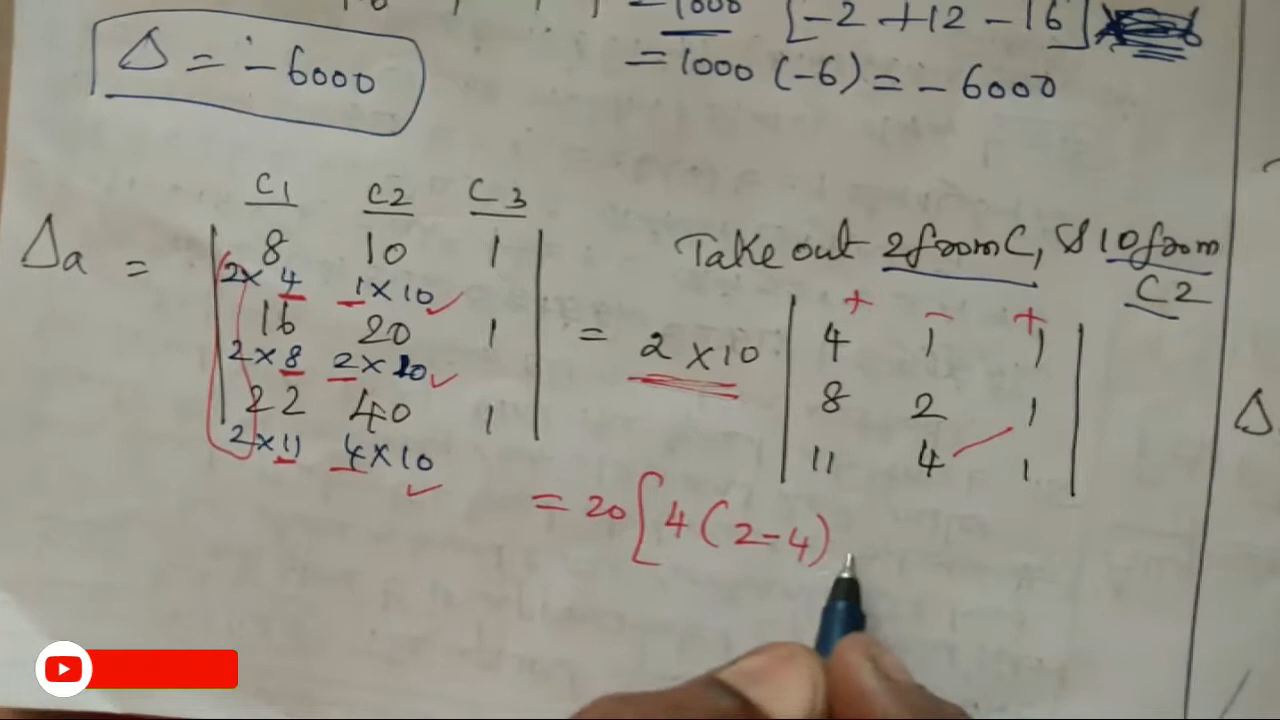 = 1000 [-2 +12 - 16]
Δ = - 6000
= 1000 (-6) = - 6000
C1 C2 C3
Δa = | 8 10 1 |
2× 4 1×10
16 20 1
2×8 2×10
22 40 1
2×11 4×10
Take out 2 from C, & 10 from
C2
+ - +
= 2 ×10 | 4 1 1 |
8 2 1
11 4 1
= 20 [ 4 ( 2-4)
Δ